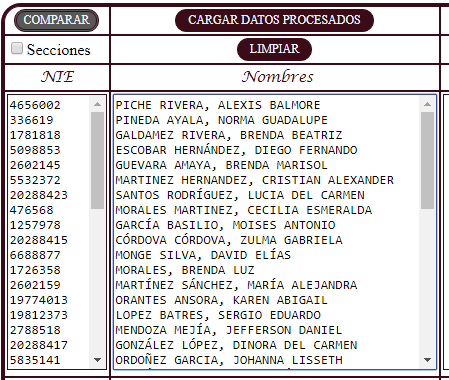 COMPARAR CARGAR DATOS PROCESADOS
Secciones LIMPIAR
NIE Nombres
4656002 PICHE RIVERA, ALEXIS BALMORE
336619 PINEDA AYALA, NORMA GUADALUPE
1781818 GALDAMEZ RIVERA, BRENDA BEATRIZ
5098853 ESCOBAR HERNÁNDEZ, DIEGO FERNANDO
2602145 GUEVARA AMAYA, BRENDA MARISOL
5532372 MARTINEZ HERNANDEZ, CRISTIAN ALEXANDER
20288423 SANTOS RODRÍGUEZ, LUCIA DEL CARMEN
476568 MORALES MARTINEZ, CECILIA ESMERALDA
1257978 GARCÍA BASILIO, MOISES ANTONIO
20288415 CÓRDOVA CÓRDOVA, ZULMA GABRIELA
6688877 MONGE SILVA, DAVID ELÍAS
1726358 MORALES, BRENDA LUZ
2602159 MARTÍNEZ SÁNCHEZ, MARÍA ALEJANDRA
19774013 ORANTES ANSORA, KAREN ABIGAIL
19812373 LOPEZ BATRES, SERGIO EDUARDO
2788518 MENDOZA MEJÍA, JEFFERSON DANIEL
20288417 GONZÁLEZ LÓPEZ, DINORA DEL CARMEN
5835141 ORDOÑEZ GARCIA, JOHANNA LISSETH